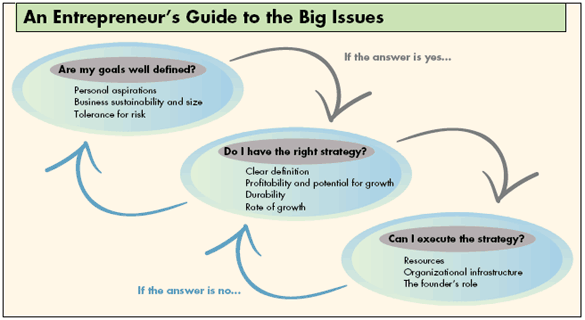 An Entrepreneur's Guide to the Big Issues
Are my goals well defined?
Personal aspirations
Business sustainability and size
Tolerance for risk
If the answer is yes...
Do I have the right strategy?
Clear definition
Profitability and potential for growth
Durability
Rate of growth
Can I execute the strategy?
Resources
Organizational infrastructure
The founder's role
If the answer is no...